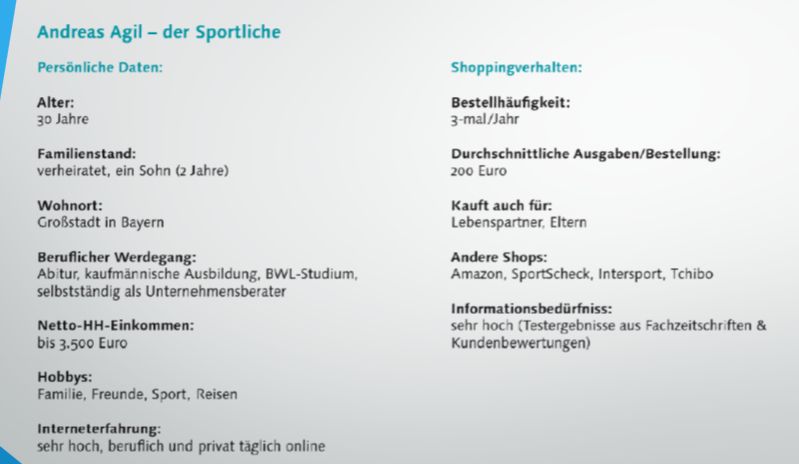 Andreas Agil – der Sportliche
Persönliche Daten:
Alter:
30 Jahre
Familienstand:
verheiratet, ein Sohn (2 Jahre)
Wohnort:
Großstadt in Bayern
Beruflicher Werdegang:
Abitur, kaufmännische Ausbildung, BWL-Studium,
selbstständig als Unternehmensberater
Netto-HH-Einkommen:
bis 3.500 Euro
Hobbys:
Familie, Freunde, Sport, Reisen
Interneterfahrung:
sehr hoch, beruflich und privat täglich online
Shoppingverhalten:
Bestellhäufigkeit:
3-mal/Jahr
Durchschnittliche Ausgaben/Bestellung:
200 Euro
Kauft auch für:
Lebenspartner, Eltern
Andere Shops:
Amazon, SportScheck, Intersport, Tchibo
Informationsbedürfniss:
sehr hoch (Testergebnisse aus Fachzeitschriften &
Kundenbewertungen)